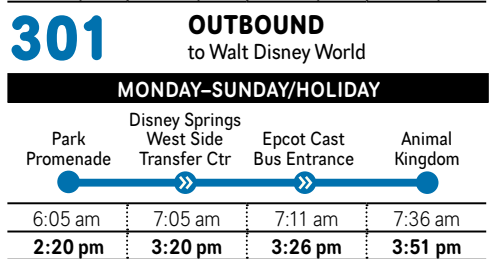 301
OUTBOUND
to Walt Disney World
MONDAY–SUNDAY/HOLIDAY
Park Promenade
Disney Springs West Side Transfer Ctr
Epcot Cast Bus Entrance
Animal Kingdom
6:05 am 7:05 am 7:11 am 7:36 am
2:20 pm 3:20 pm 3:26 pm 3:51 pm